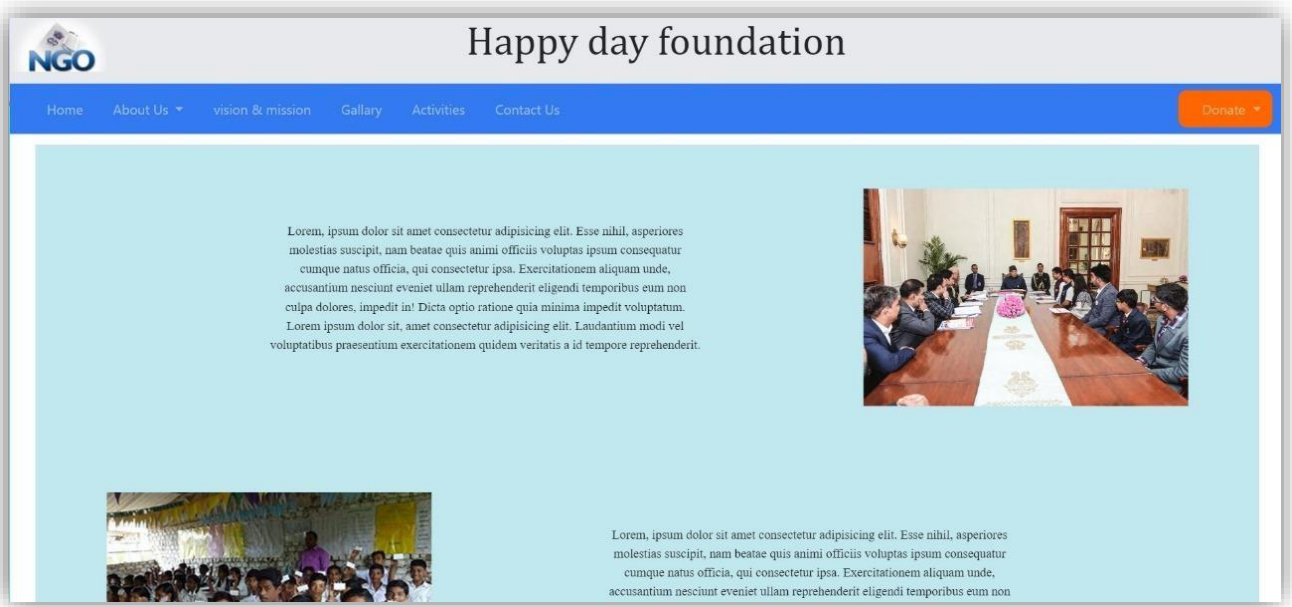 NGO
Happy day foundation
Home About Us vision & mission Gallary Activities Contact Us Donate
Lorem, ipsum dolor sit amet consectetur adipisicing elit. Esse nihil, asperiores
molestias suscipit, nam beatae quis animi officiis voluptas ipsum consequatur
cumque natus officia, qui consectetur ipsa. Exercitationem aliquam unde,
accusantium nesciunt eveniet ullam reprehenderit eligendi temporibus eum non
culpa dolores, impedit in! Dicta optio ratione quia minima impedit voluptatum.
Lorem ipsum dolor sit, amet consectetur adipisicing elit. Laudantium modi vel
voluptatibus praesentium exercitationem quidem veritatis a id tempore reprehenderit.
Lorem, ipsum dolor sit amet consectetur adipisicing elit. Esse nihil, asperiores
molestias suscipit, nam beatae quis animi officiis voluptas ipsum consequatur
cumque natus officia, qui consectetur ipsa. Exercitationem aliquam unde,
accusantium nesciunt eveniet ullam reprehenderit eligendi temporibus eum non